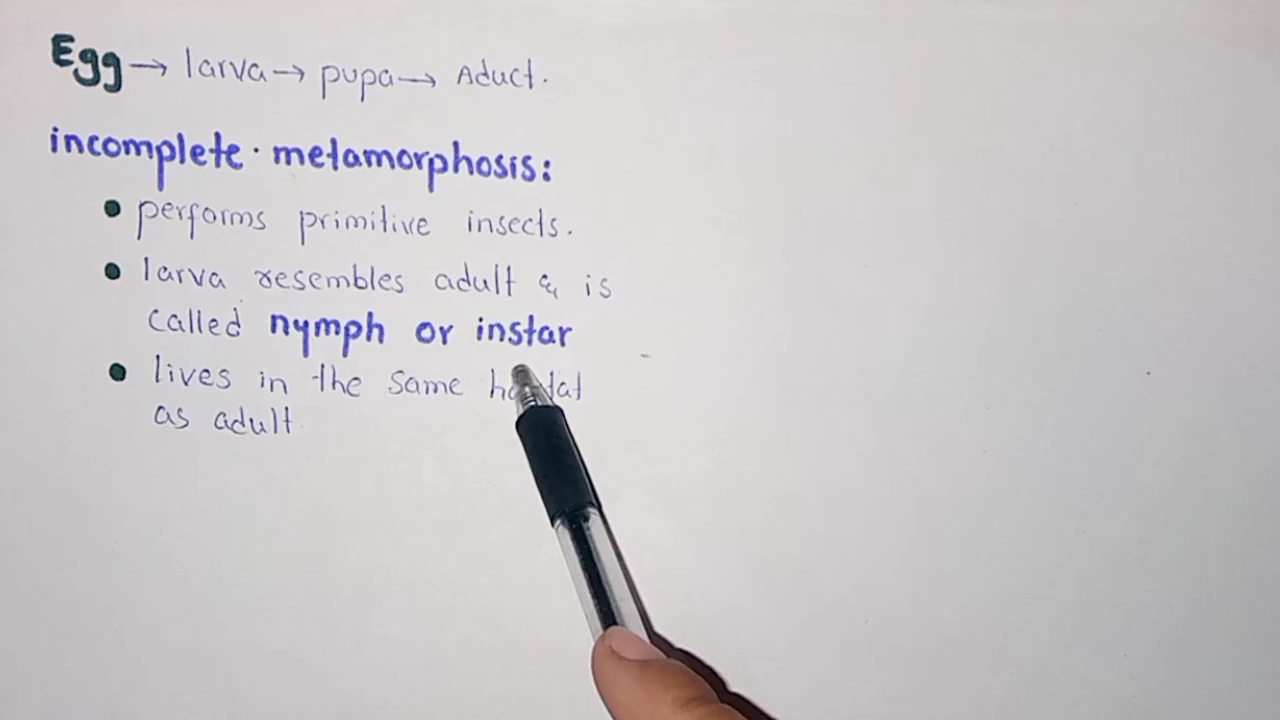 Egg → larva → pupa → Aduct.
incomplete. metamorphosis:
• performs primitive insects.
• larva resembles adult & is
called nymph or instar
• lives in the same
as adult